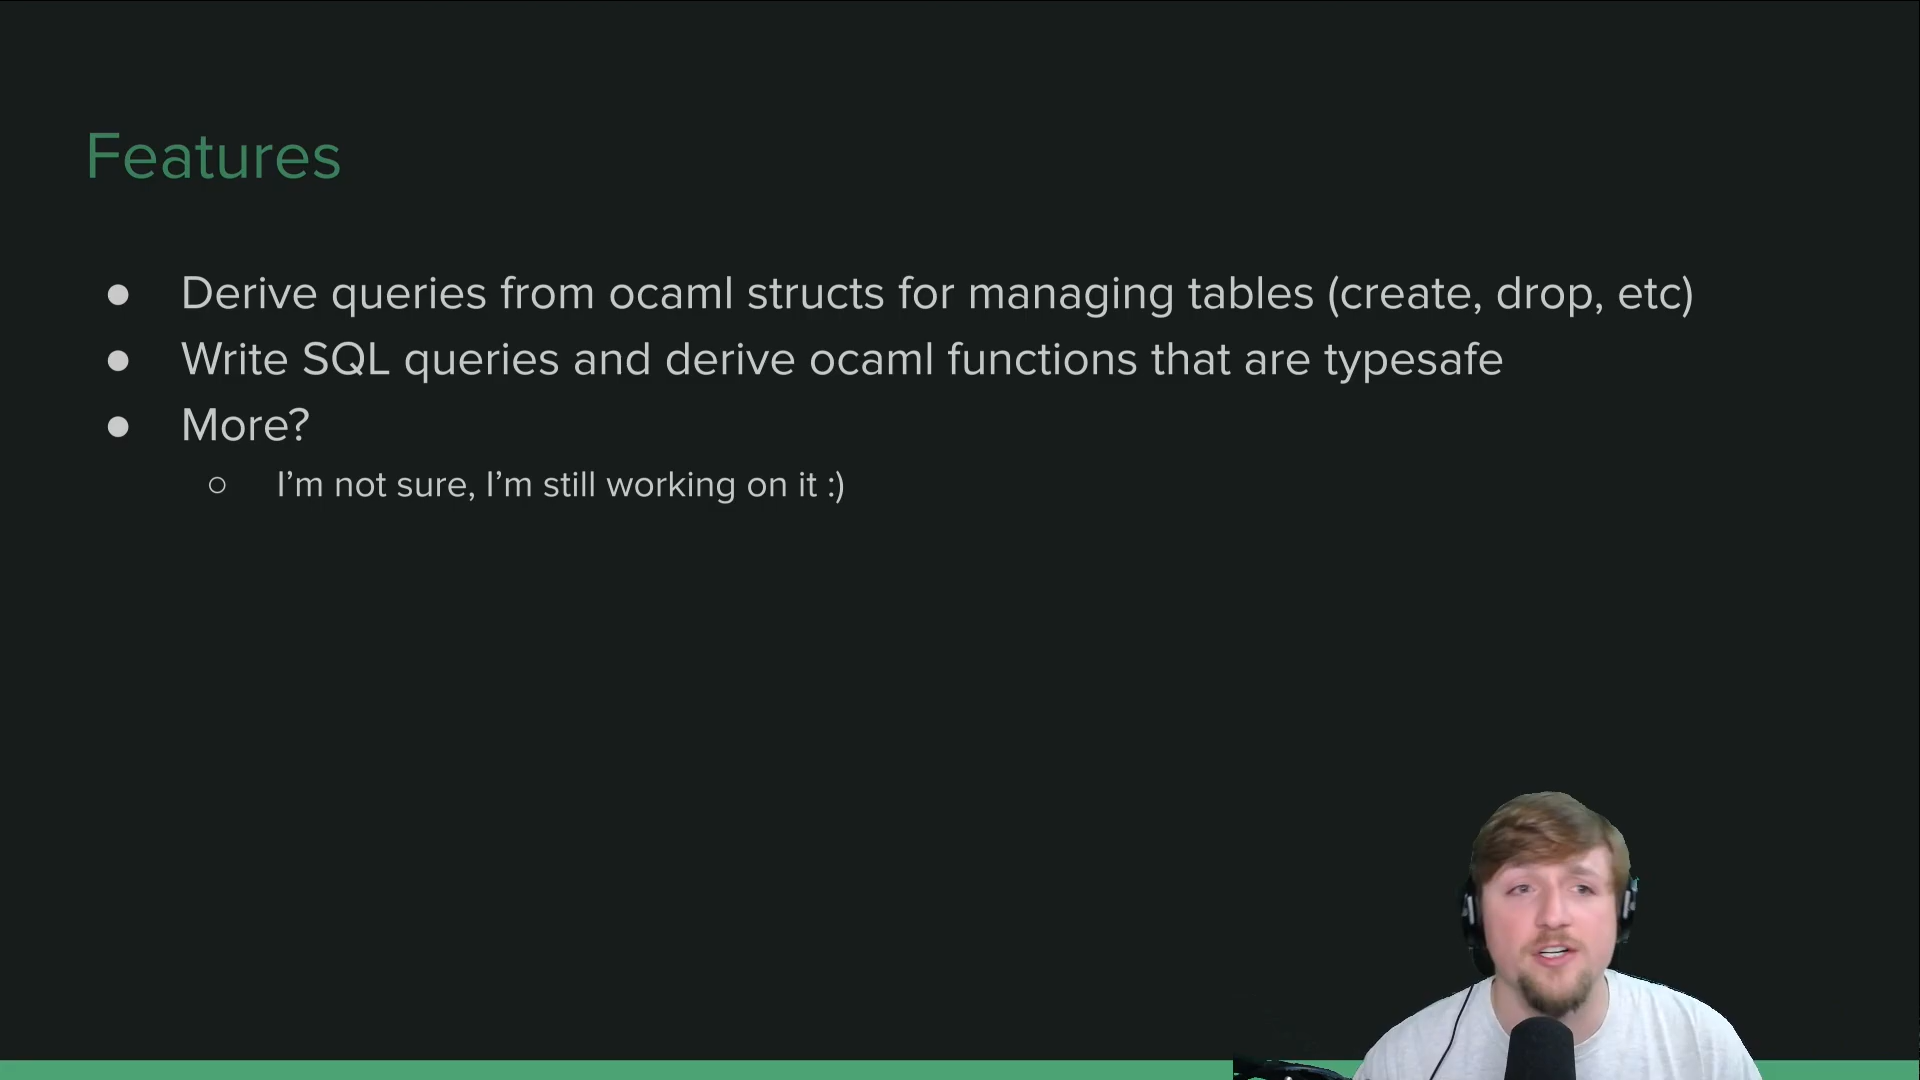 Features
● Derive queries from ocaml structs for managing tables (create, drop, etc)
● Write SQL queries and derive ocaml functions that are typesafe
● More?
○ I’m not sure, I’m still working on it :)